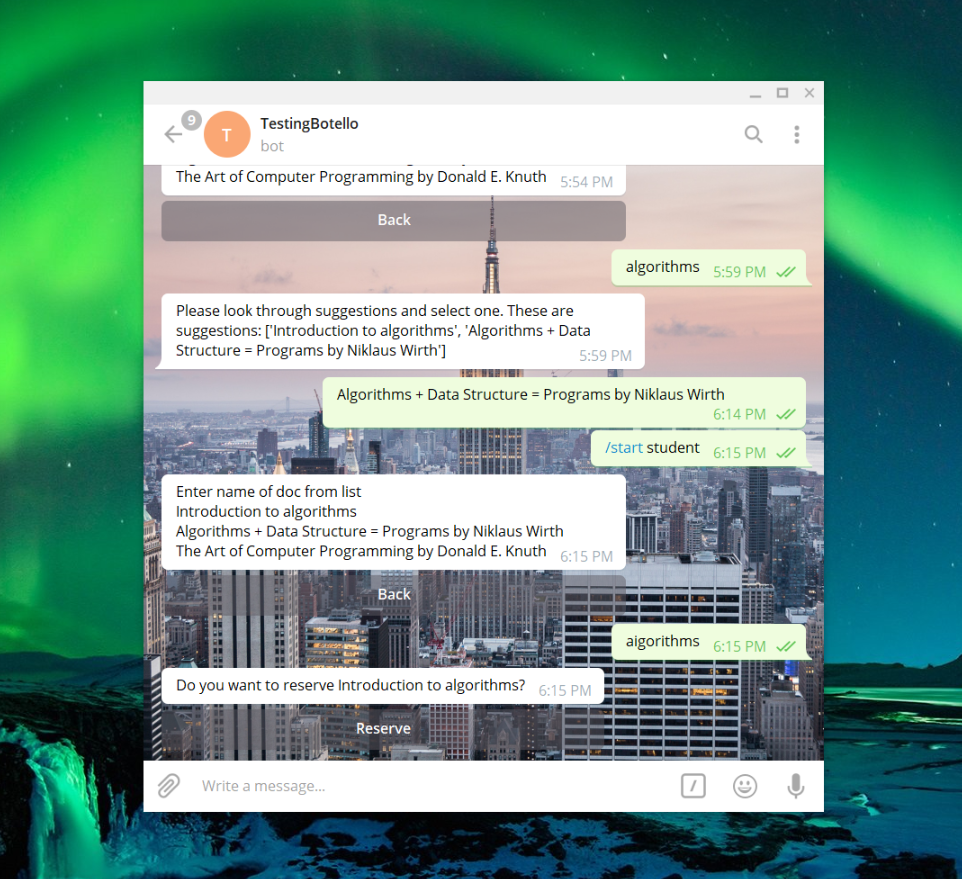 9
T
TestingBotello
bot
The Art of Computer Programming by Donald E. Knuth 5:54 PM
Back
algorithms 5:59 PM
Please look through suggestions and select one. These are
suggestions: ['Introduction to algorithms', 'Algorithms + Data
Structure = Programs by Niklaus Wirth']
5:59 PM
Algorithms + Data Structure = Programs by Niklaus Wirth
6:14 PM
/start student 6:15 PM
Enter name of doc from list
Introduction to algorithms
Algorithms + Data Structure = Programs by Niklaus Wirth
The Art of Computer Programming by Donald E. Knuth 6:15 PM
Back
aigorithms 6:15 PM
Do you want to reserve Introduction to algorithms? 6:15 PM
Reserve
Write a message...
/